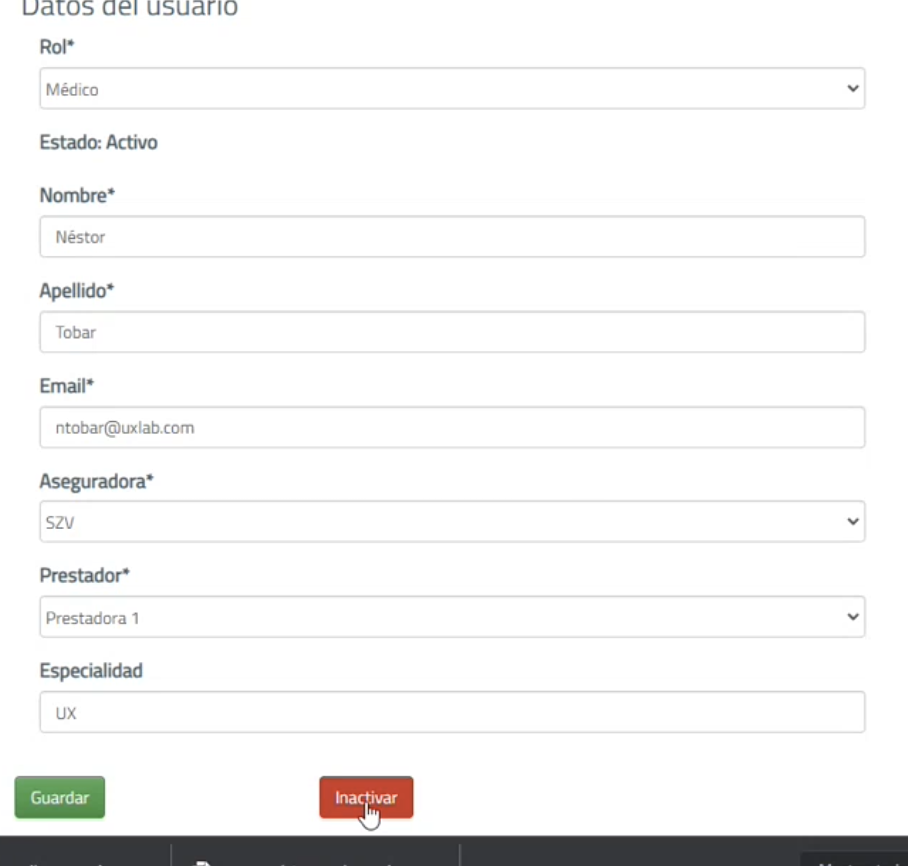 Datos del usuario
Rol*
Médico
Estado: Activo
Nombre*
Néstor
Apellido*
Tobar
Email*
ntobar@uxlab.com
Aseguradora*
SZV
Prestador*
Prestadora 1
Especialidad
UX
Guardar
Inactivar